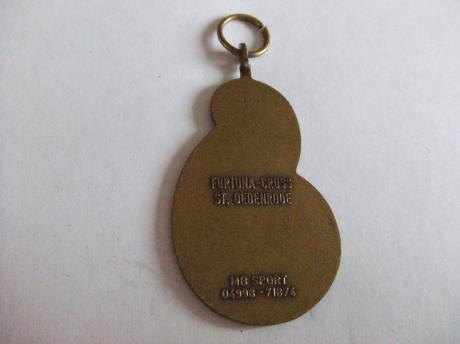 FORTUNA-CROSS
ST. OEDENRODE
MB SPORT
04998-71874